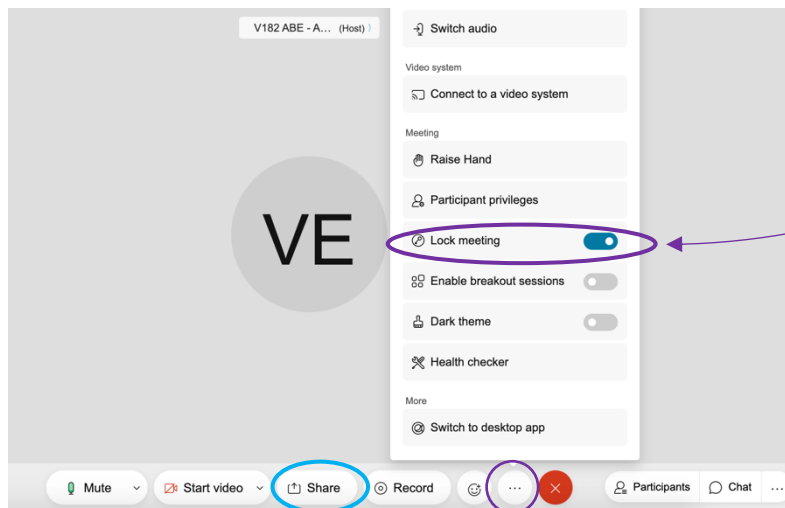 V182 ABE - A... (Host)
Switch audio
Video system
Connect to a video system
Meeting
Raise Hand
Participant privileges
Lock meeting
Enable breakout sessions
Dark theme
Health checker
More
Switch to desktop app
VE
Mute Start video Share Record ... Participants Chat ...